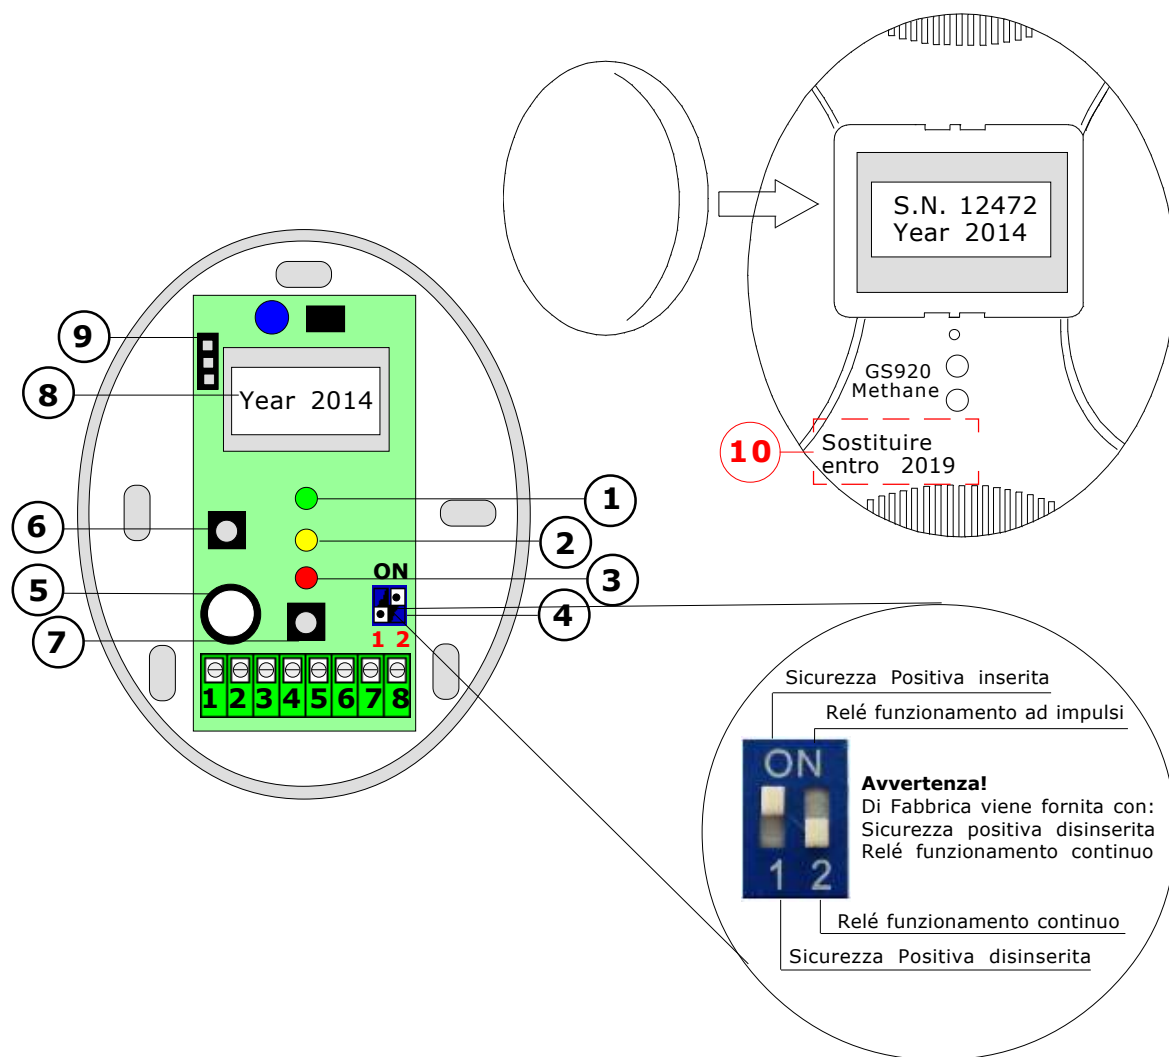 S.N. 12472
Year 2014
GS920
Methane
10
Sostituire
entro 2019
9
8
Year 2014
1
6
2
ON
3
5
4
7
1 2
1 2 3 4 5 6 7 8
Sicurezza Positiva inserita
Relé funzionamento ad impulsi
ON
1 2
Avvertenza!
Di Fabbrica viene fornita con:
Sicurezza positiva disinserita
Relé funzionamento continuo
Relé funzionamento continuo
Sicurezza Positiva disinserita